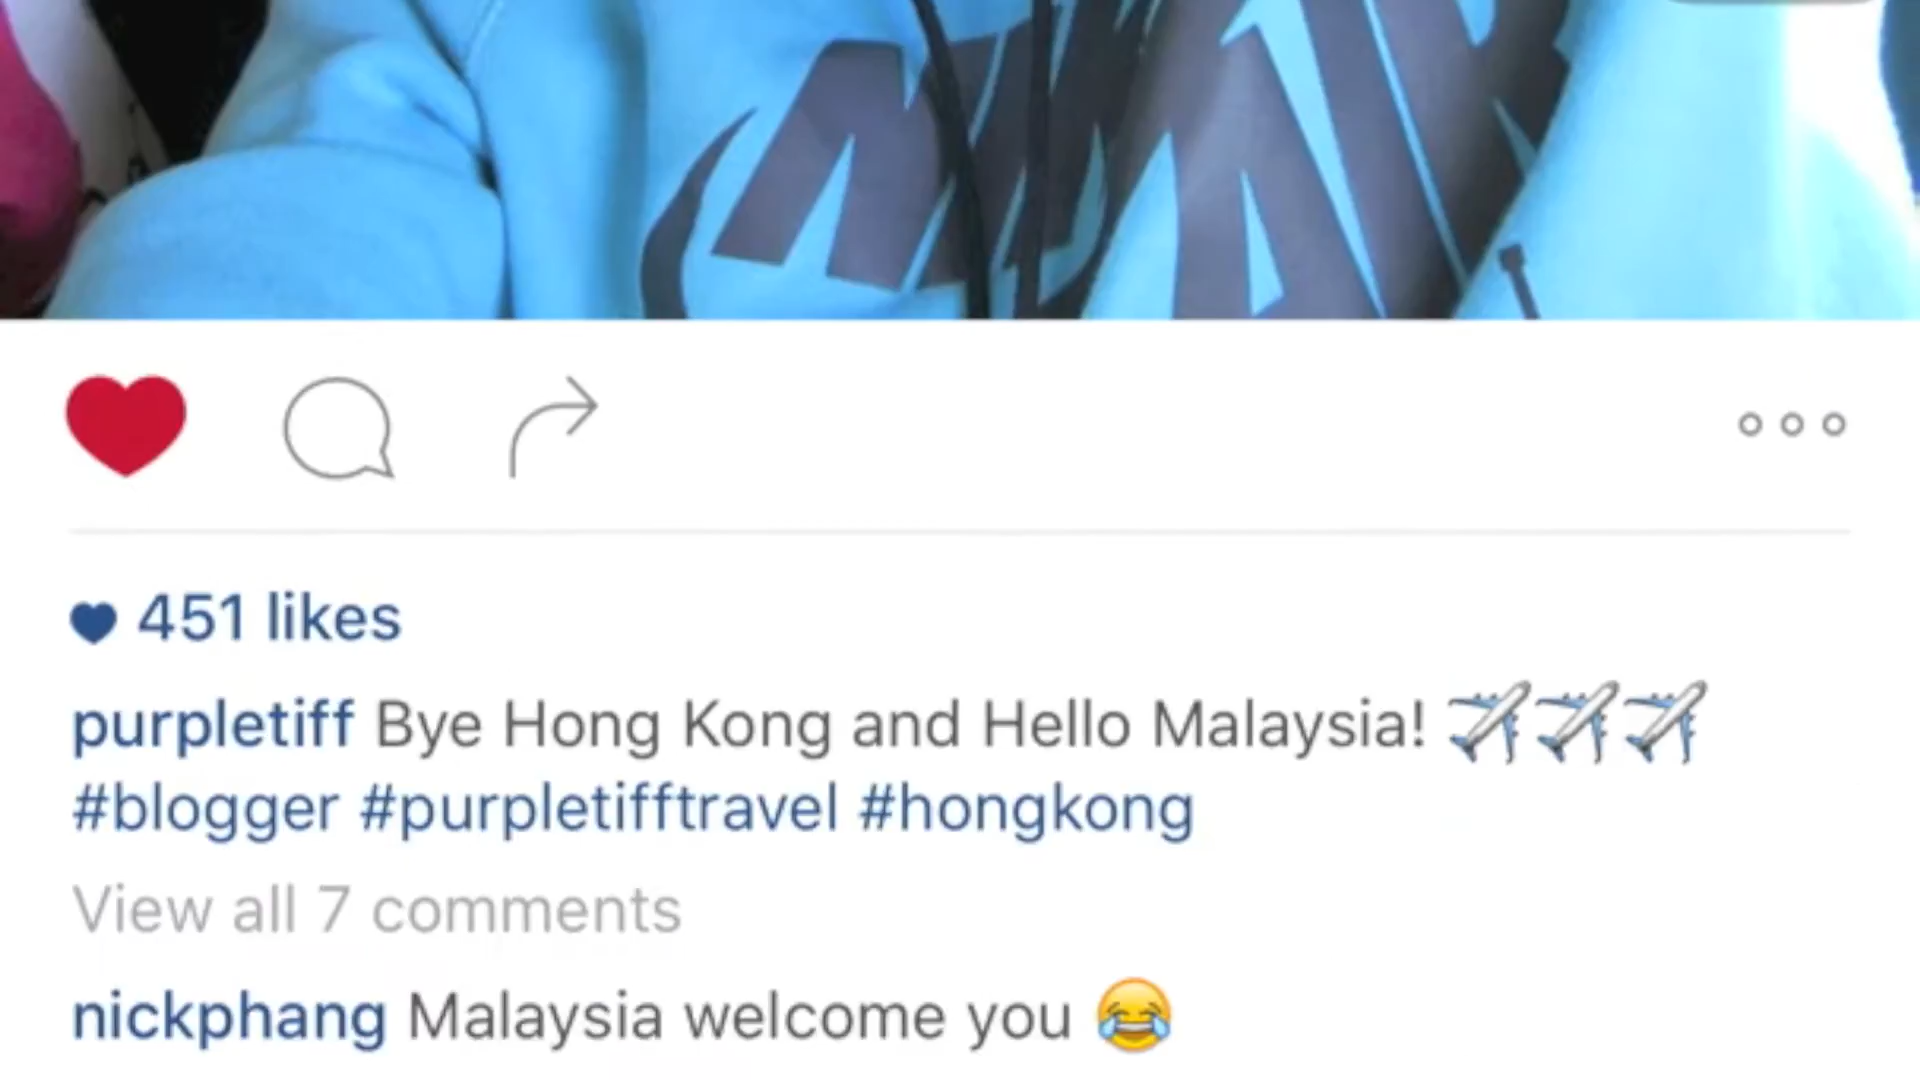 451 likes
purpletiff Bye Hong Kong and Hello Malaysia! ✈️✈️✈️
#blogger #purpletifftravel #hongkong
View all 7 comments
nickphang Malaysia welcome you 😂